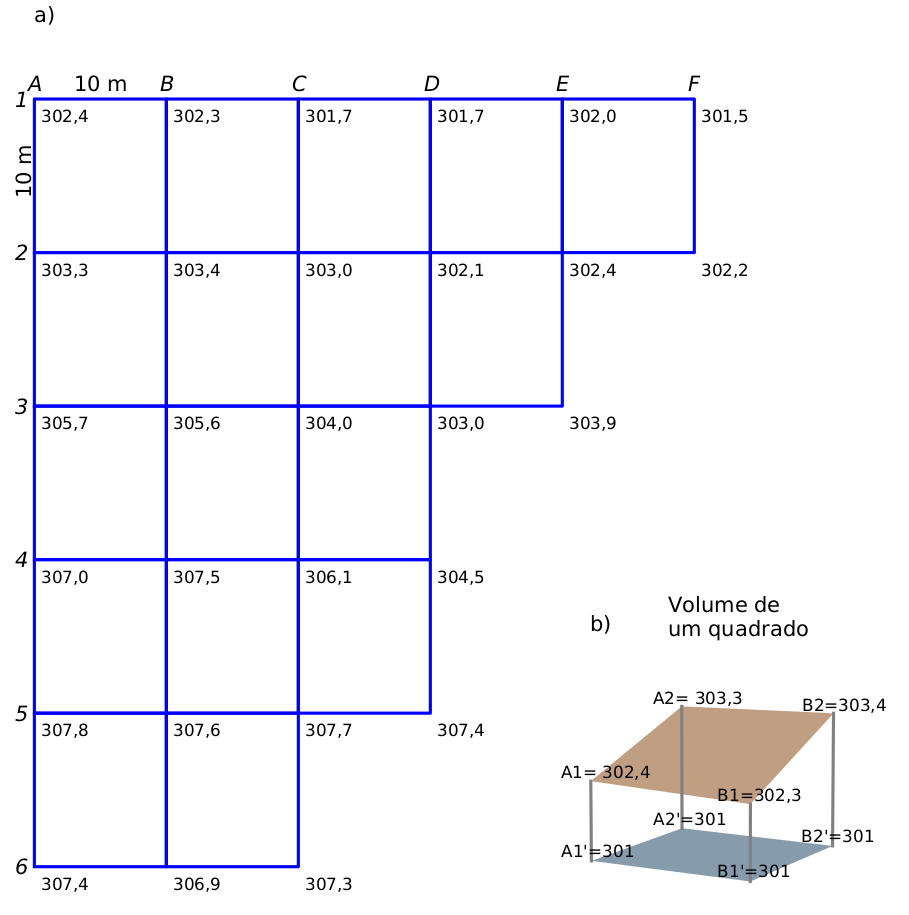 a)
A 10 m B C D E F
1
302,4 302,3 301,7 301,7 302,0 301,5
10 m
2
303,3 303,4 303,0 302,1 302,4 302,2
3
305,7 305,6 304,0 303,0 303,9
4
307,0 307,5 306,1 304,5
5
307,8 307,6 307,7 307,4
6
307,4 306,9 307,3
b)
Volume de
um quadrado
A2= 303,3
B2=303,4
A1= 302,4
B1=302,3
A2'=301
B2'=301
A1'=301
B1'=301